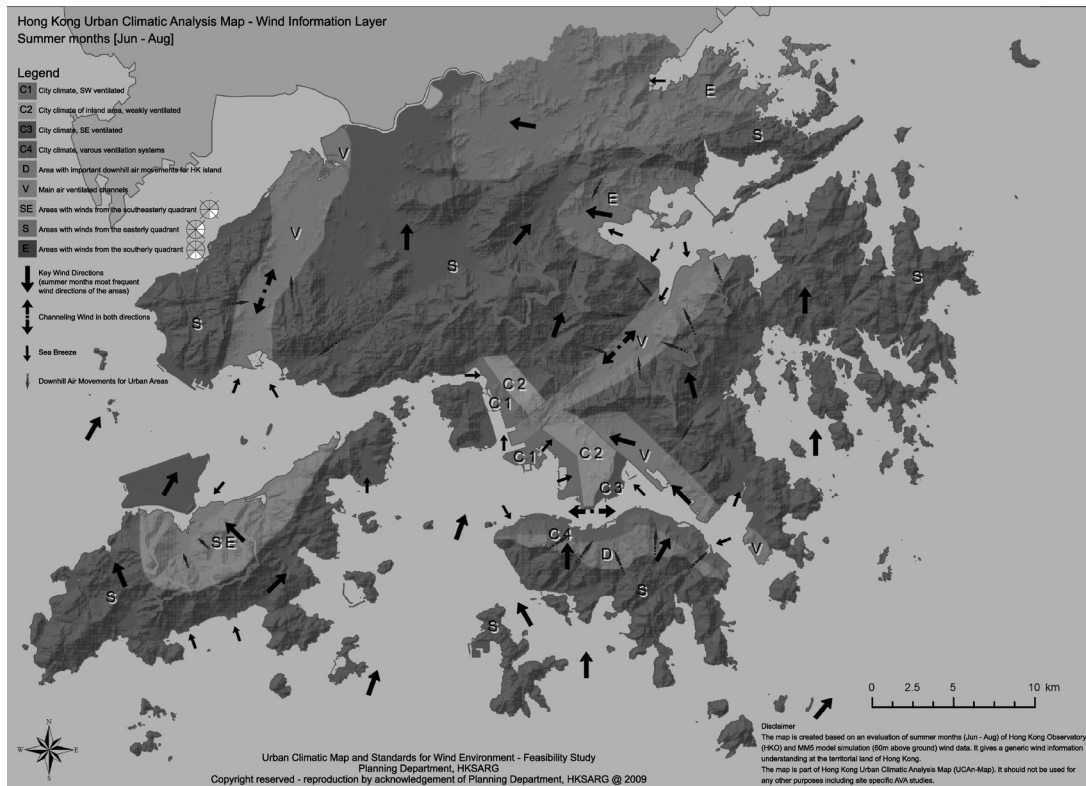 Hong Kong Urban Climatic Analysis Map - Wind Information Layer
Summer months [Jun - Aug]
Legend
C1 City climate, SW ventilated
C2 City climate of inland area, weekly ventilated
C3 City climate, SE ventilated
C4 City climate, varous ventilation systems
D Area with important downhill air movements for HK island
V Main air ventilated channels
SE Areas with winds from the southeasterly quadrant
S Areas with winds from the easterly quadrant
E Areas with winds from the southerly quadrant
Key Wind Directions
(summer months most frequent
wind directions of the areas)
Channeling Wind in both directions
Sea Breeze
Downhill Air Movements for Urban Areas
E
S
V
E
V
S
S
S
V
C 2
C 1
C 2
V
C 1
C 3
C 4
S E
D
V
S
S
S
0 2.5 5 10 km
N
W E
S
Disclaimer
The map is created based on an evaluation of summer months (Jun - Aug) of Hong Kong Observatory
(HKO) and MM5 model simulation (60m above ground) wind data. It gives a generic wind information
understanding at the territorial land of Hong Kong.
The map is part of Hong Kong Urban Climatic Analysis Map (UCAn-Map). It should not be used for
any other purposes including site specific AVA studies.
Urban Climatic Map and Standards for Wind Environment - Feasibility Study
Planning Department, HKSARG
Copyright reserved - reproduction by acknowledgement of Planning Department, HKSARG @ 2009